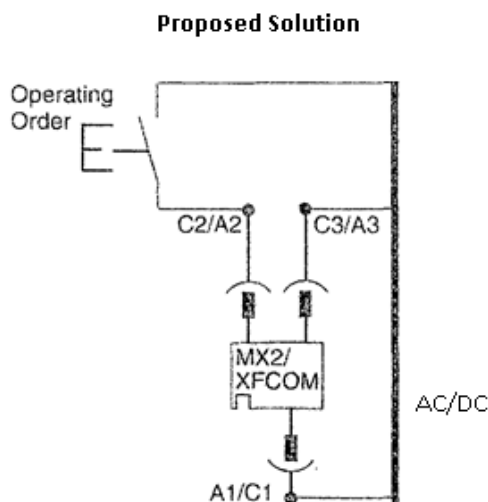 Proposed Solution
Operating
Order
C2/A2
C3/A3
MX2/
XFCOM
AC/DC
A1/C1